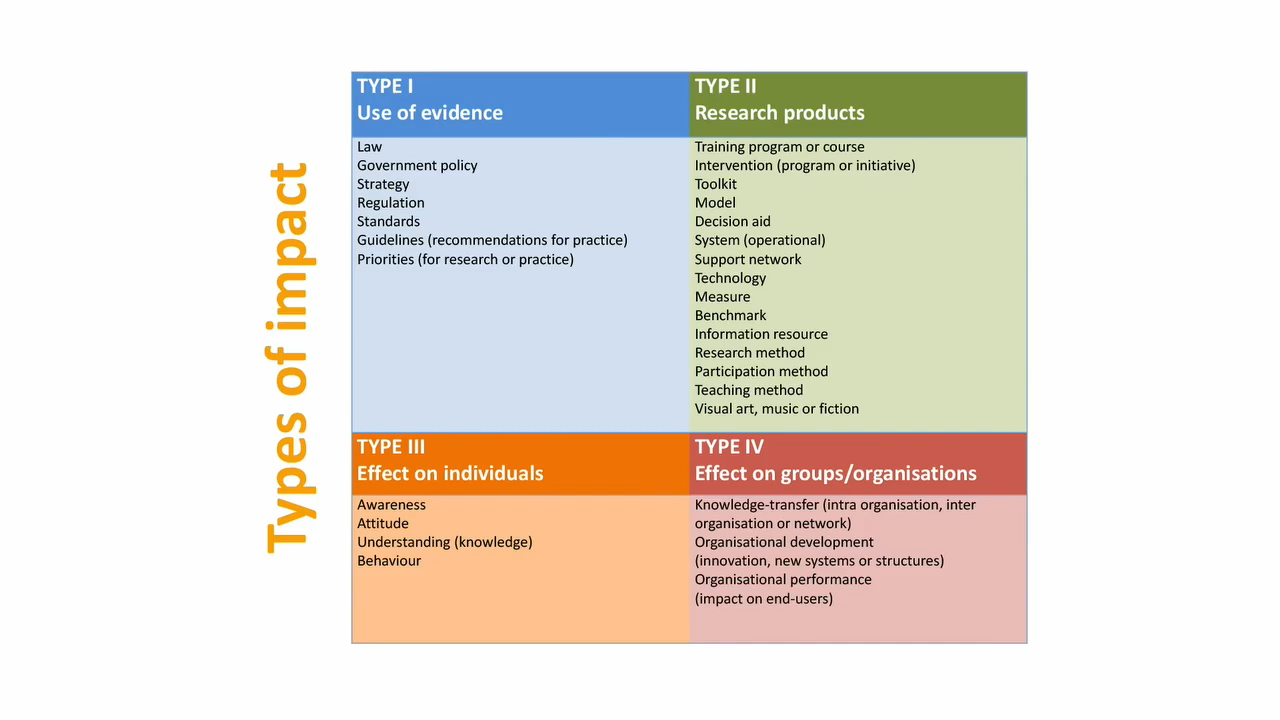 Types of impact
TYPE I
Use of evidence
Law
Government policy
Strategy
Regulation
Standards
Guidelines (recommendations for practice)
Priorities (for research or practice)
TYPE II
Research products
Training program or course
Intervention (program or initiative)
Toolkit
Model
Decision aid
System (operational)
Support network
Technology
Measure
Benchmark
Information resource
Research method
Participation method
Teaching method
Visual art, music or fiction
TYPE III
Effect on individuals
Awareness
Attitude
Understanding (knowledge)
Behaviour
TYPE IV
Effect on groups/organisations
Knowledge-transfer (intra organisation, inter
organisation or network)
Organisational development
(innovation, new systems or structures)
Organisational performance
(impact on end-users)